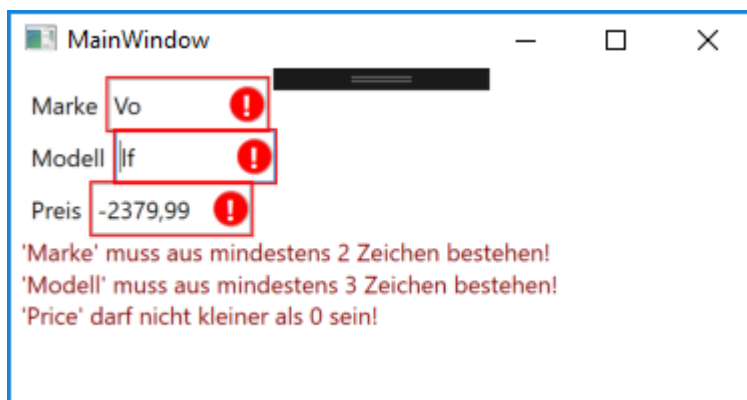 MainWindow
Marke Vo
Modell lf
Preis -2379,99
'Marke' muss aus mindestens 2 Zeichen bestehen!
'Modell' muss aus mindestens 3 Zeichen bestehen!
'Price' darf nicht kleiner als 0 sein!